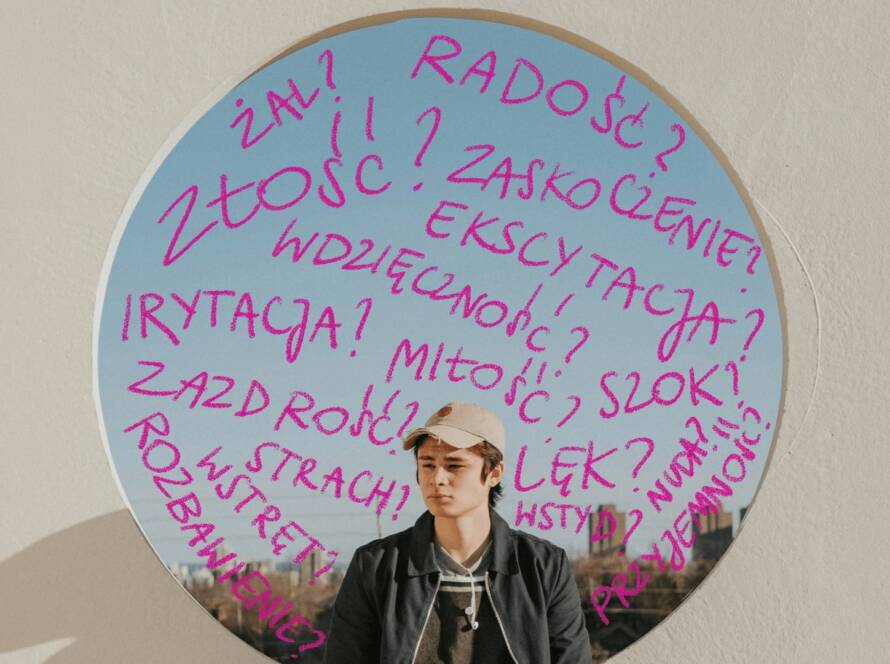 ŻAL?
RADOŚĆ?
ZŁOŚĆ?
ZASKOCZENIE?
EKSCYTACJA?
WDZIĘCZNOŚĆ?
IRYTACJA?
MIŁOŚĆ?
SZOK?
ZAZDROŚĆ?
STRACH?
LĘK?
NUDA?
WSTRĘT?
WSTYD?
PRZYJEMNOŚĆ?
ROZBAWIENIE?